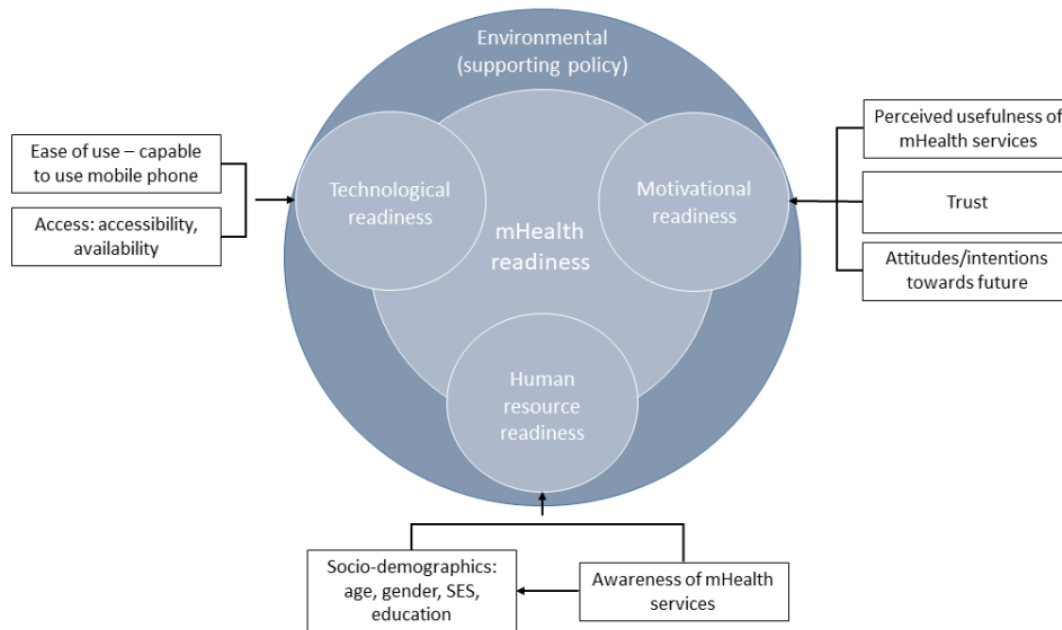 Environmental
(supporting policy)
Ease of use – capable
to use mobile phone
Access: accessibility,
availability
Technological
readiness
mHealth
readiness
Motivational
readiness
Perceived usefulness of
mHealth services
Trust
Attitudes/intentions
towards future
Human
resource
readiness
Socio-demographics:
age, gender, SES,
education
Awareness of mHealth
services